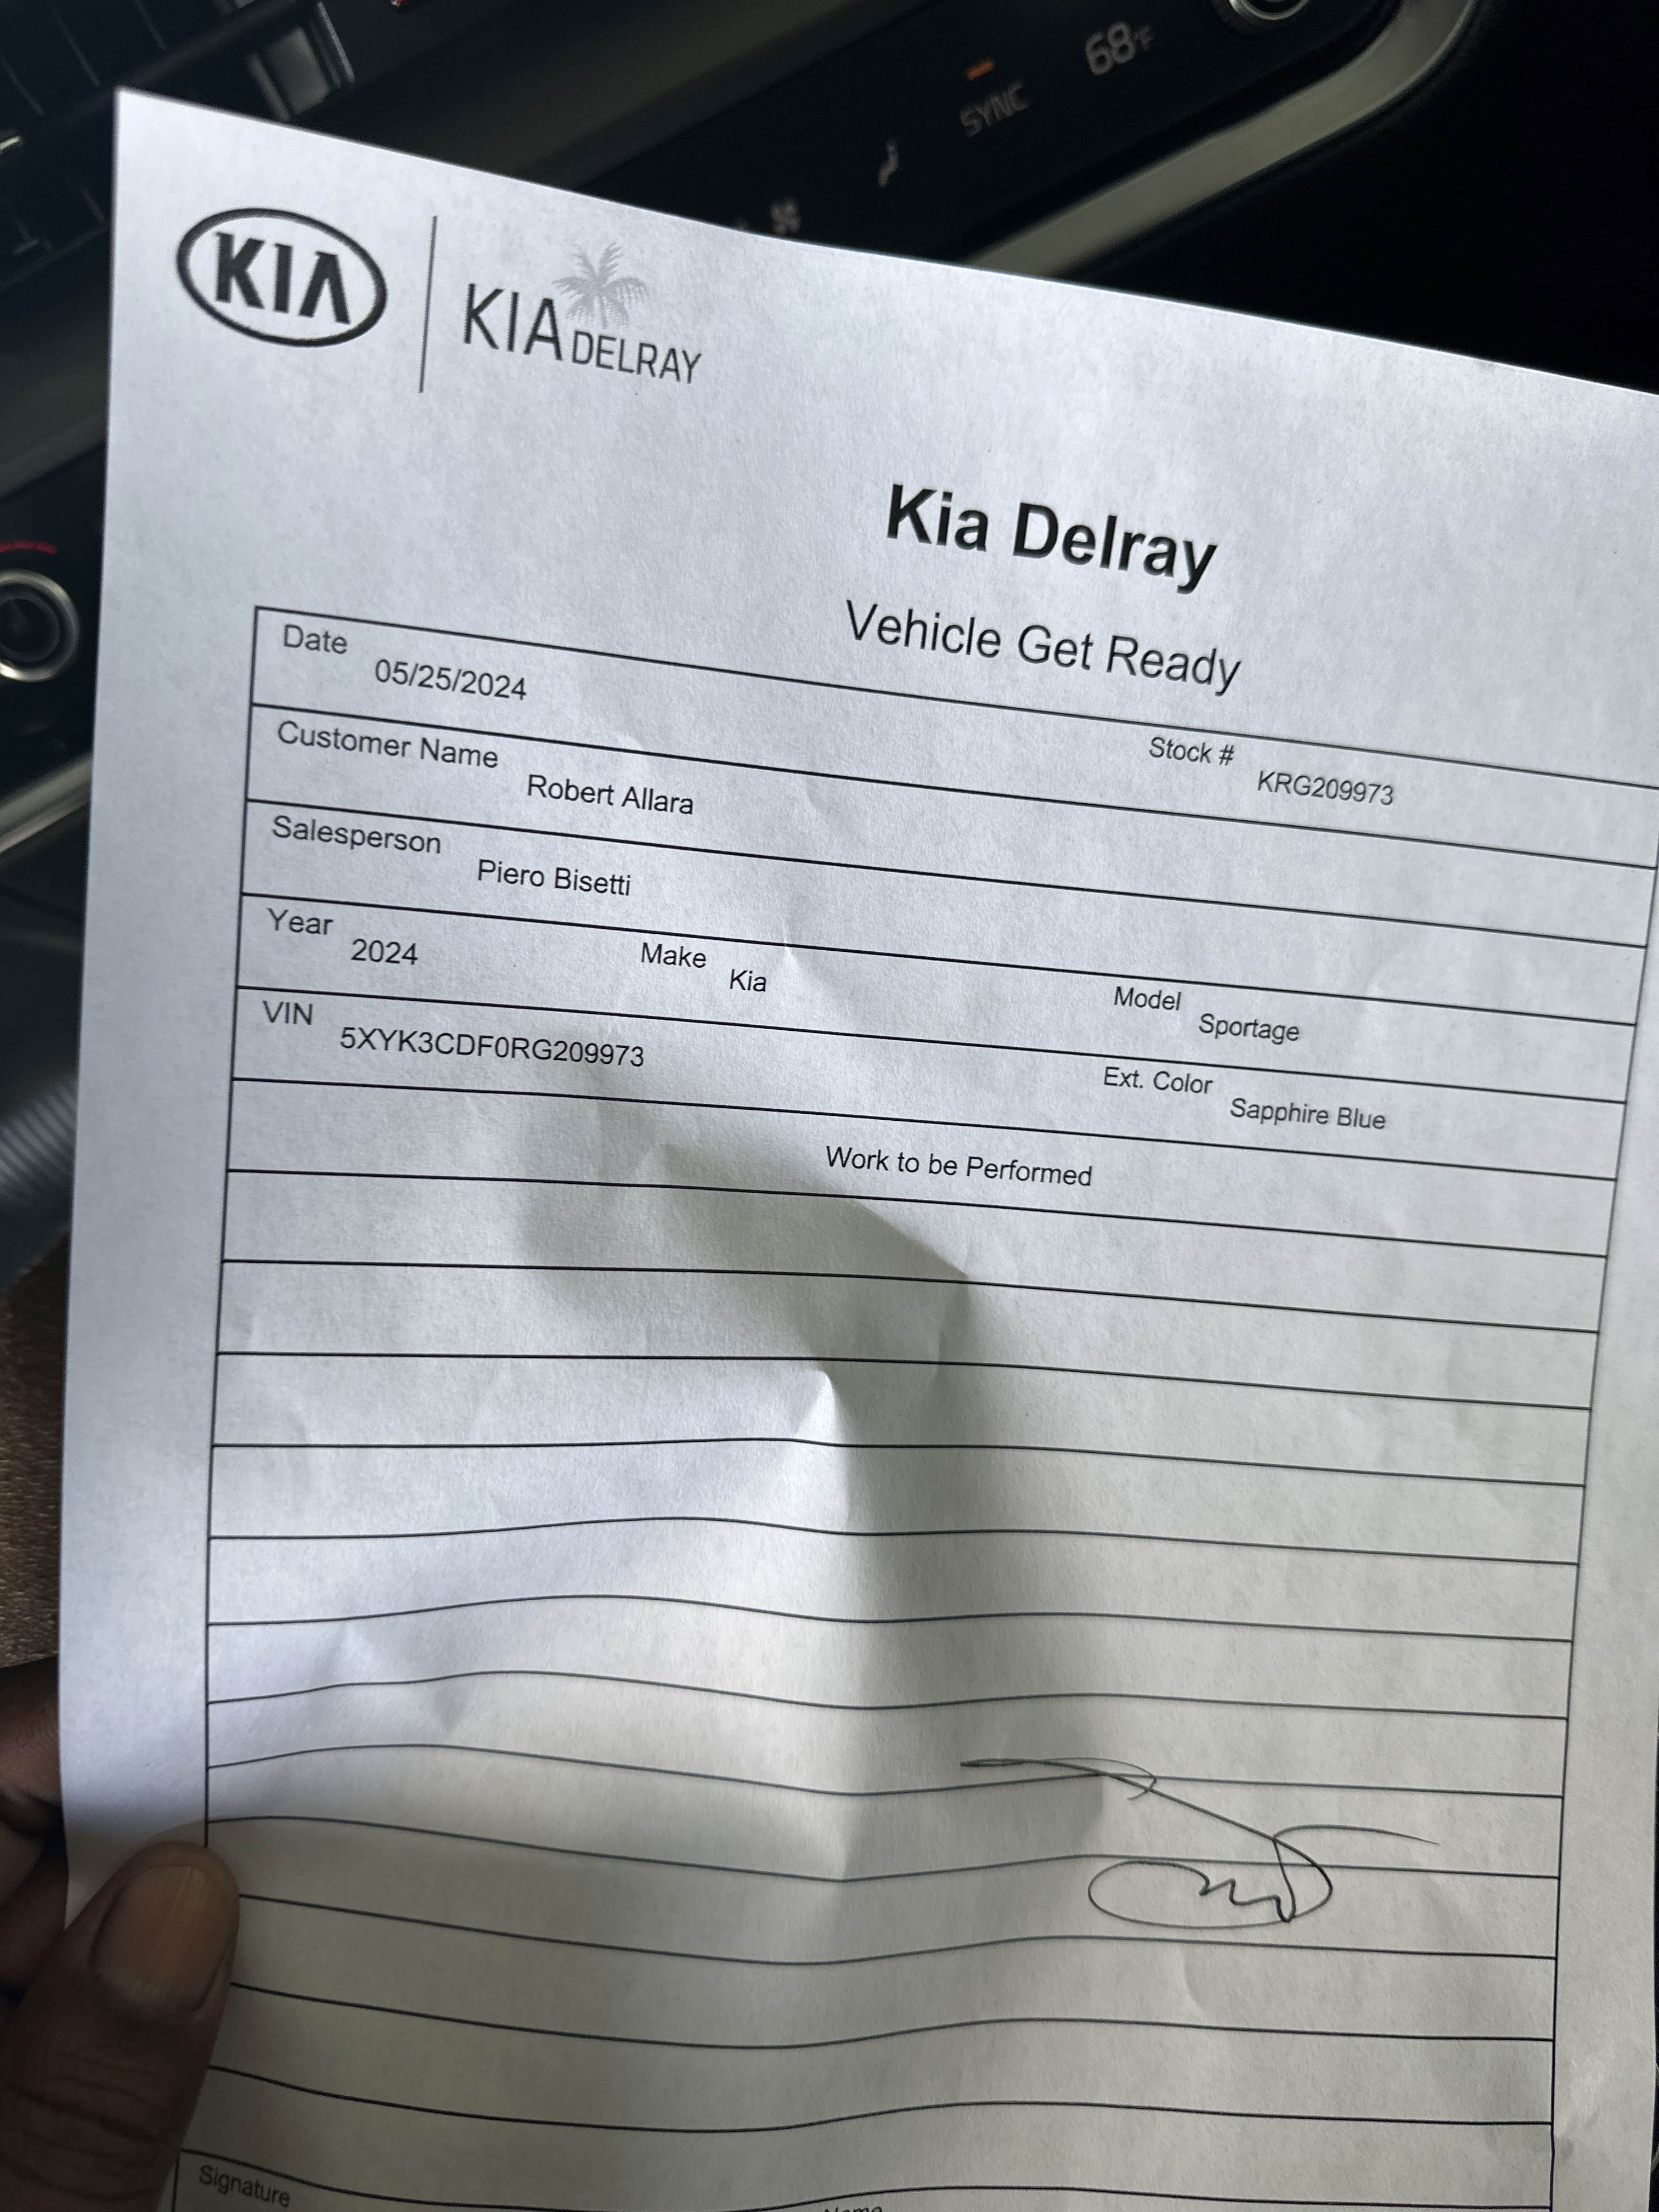 68°F
SYNC
KIA
KIA DELRAY
Kia Delray
Vehicle Get Ready
Date 05/25/2024 Stock # KRG209973
Customer Name Robert Allara
Salesperson Piero Bisetti
Year 2024 Make Kia Model Sportage
VIN 5XYK3CDF0RG209973 Ext. Color Sapphire Blue
Work to be Performed
Signature